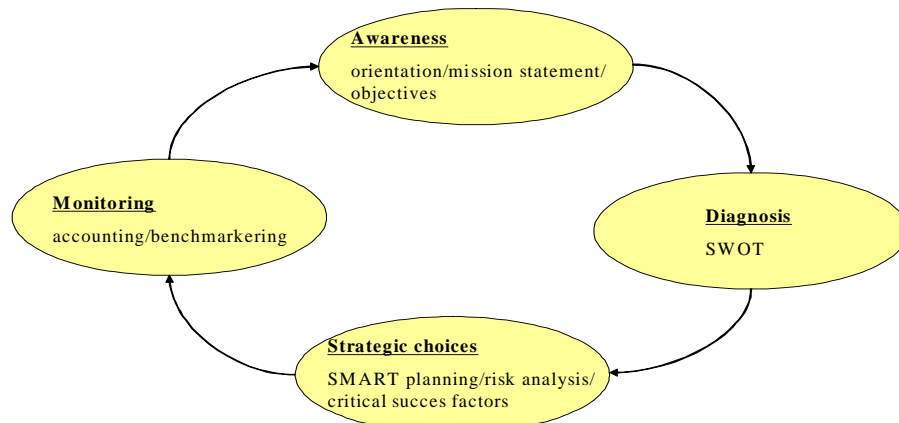 Awareness
orientation/mission statement/
objectives
Monitoring
accounting/benchmarkering
Diagnosis
SWOT
Strategic choices
SMART planning/risk analysis/
critical succes factors